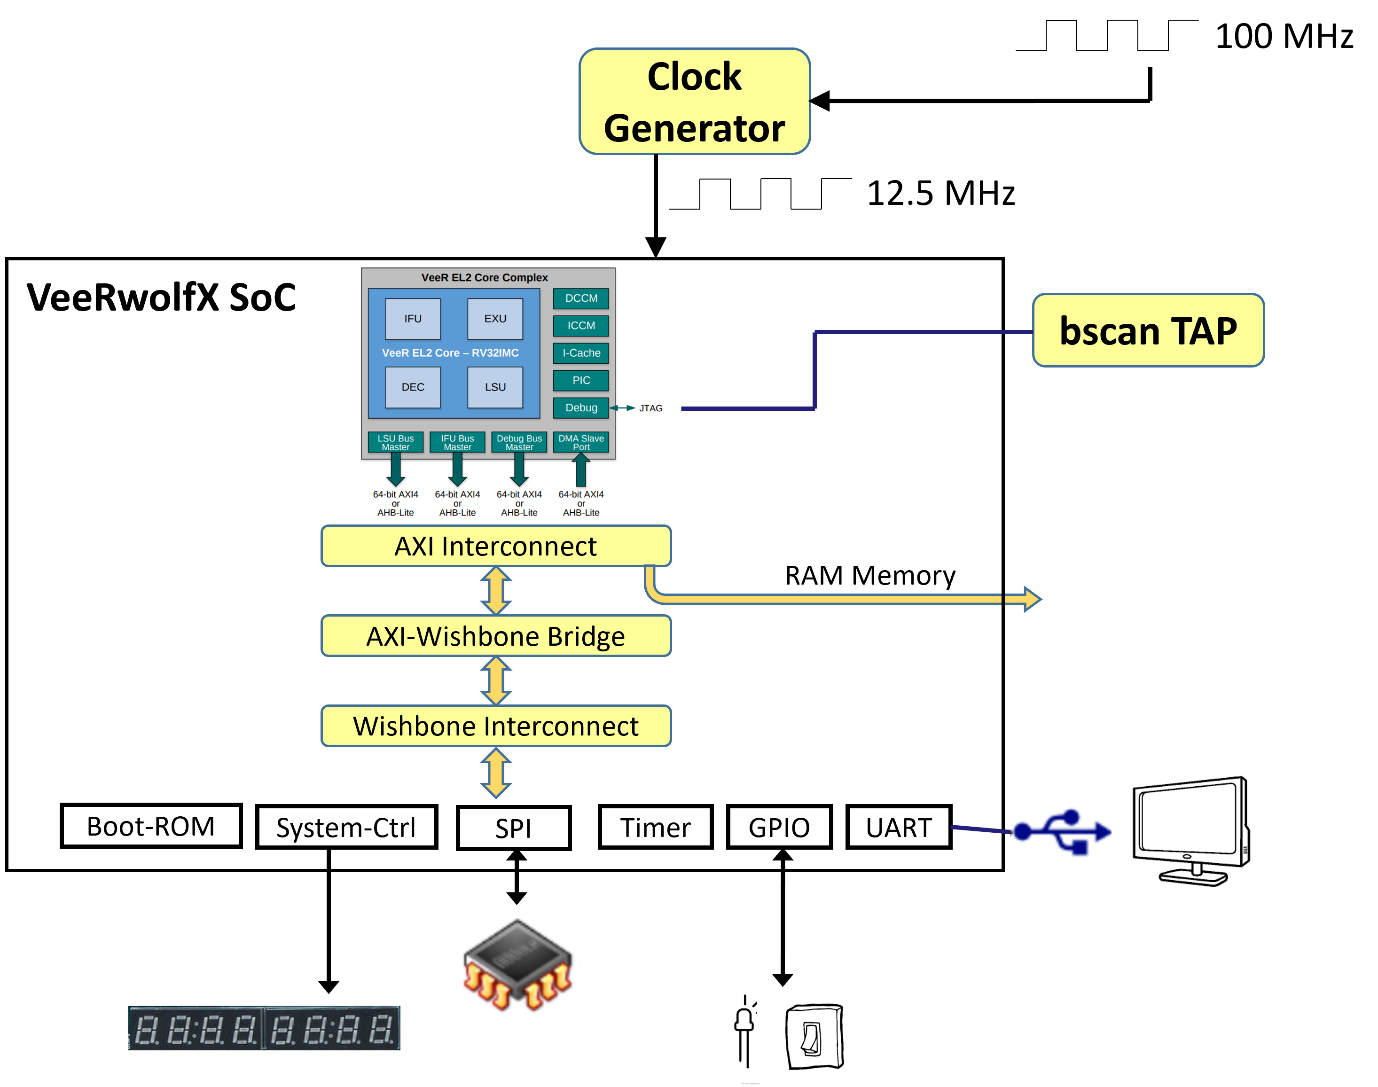 100 MHz
Clock
Generator
12.5 MHz
VeeRwolfX SoC
VeeR EL2 Core Complex
IFU
EXU
VeeR EL2 Core – RV32IMC
DEC
LSU
DCCM
ICCM
I-Cache
PIC
Debug
JTAG
bscan TAP
LSU Bus
Master
IFU Bus
Master
Debug Bus
Master
DMA Slave
Port
64-bit AXI4
or
AHB-Lite
64-bit AXI4
or
AHB-Lite
64-bit AXI4
or
AHB-Lite
64-bit AXI4
or
AHB-Lite
AXI Interconnect
RAM Memory
AXI-Wishbone Bridge
Wishbone Interconnect
Boot-ROM
System-Ctrl
SPI
Timer
GPIO
UART
88:88 88:88